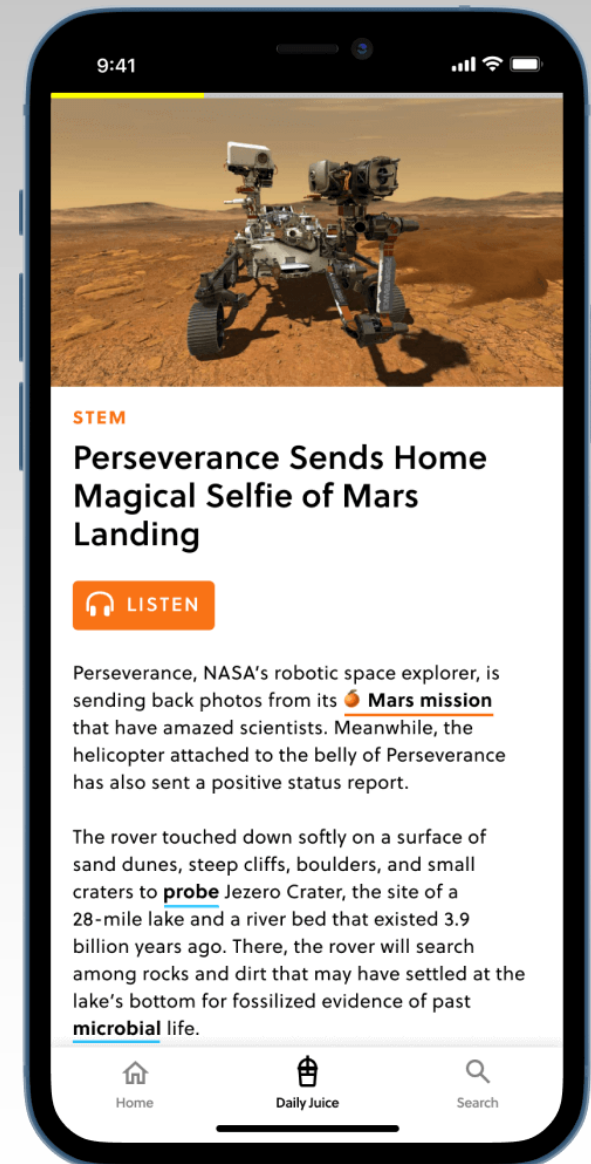 9:41
STEM
Perseverance Sends Home
Magical Selfie of Mars
Landing
LISTEN
Perseverance, NASA’s robotic space explorer, is
sending back photos from its 🍊 Mars mission
that have amazed scientists. Meanwhile, the
helicopter attached to the belly of Perseverance
has also sent a positive status report.
The rover touched down softly on a surface of
sand dunes, steep cliffs, boulders, and small
craters to probe Jezero Crater, the site of a
28-mile lake and a river bed that existed 3.9
billion years ago. There, the rover will search
among rocks and dirt that may have settled at the
lake’s bottom for fossilized evidence of past
microbial life.
Home
Daily Juice
Search